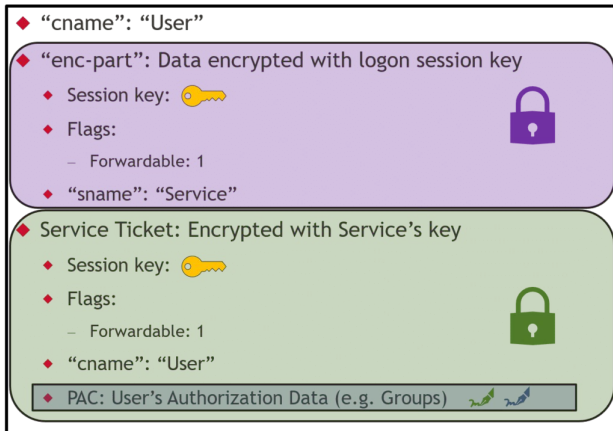 “cname”: “User”
“enc-part”: Data encrypted with logon session key
Session key:
Flags:
– Forwardable: 1
“sname”: “Service”
Service Ticket: Encrypted with Service’s key
Session key:
Flags:
– Forwardable: 1
“cname”: “User”
PAC: User’s Authorization Data (e.g. Groups)